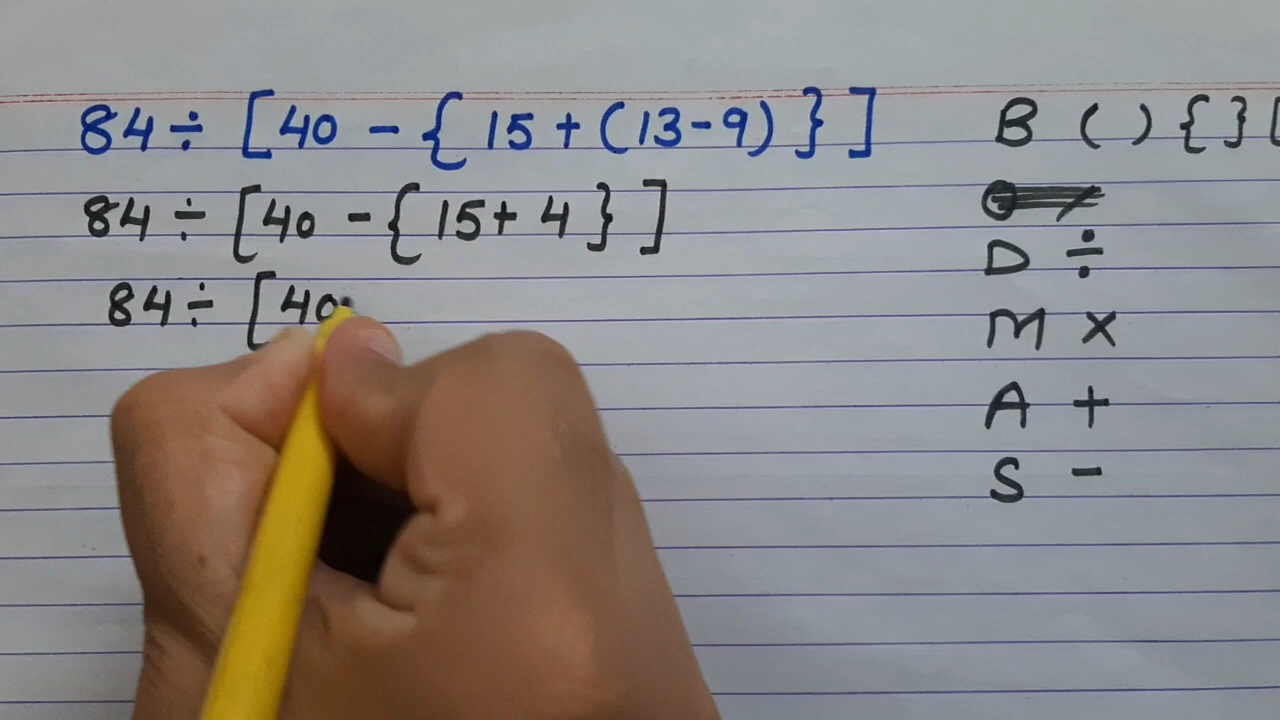 84 ÷ [40 - { 15 + (13-9) } ]
84 ÷ [40 - { 15 + 4 } ]
84 ÷ [40
B ( ) { } [
D ÷
M ×
A +
S -